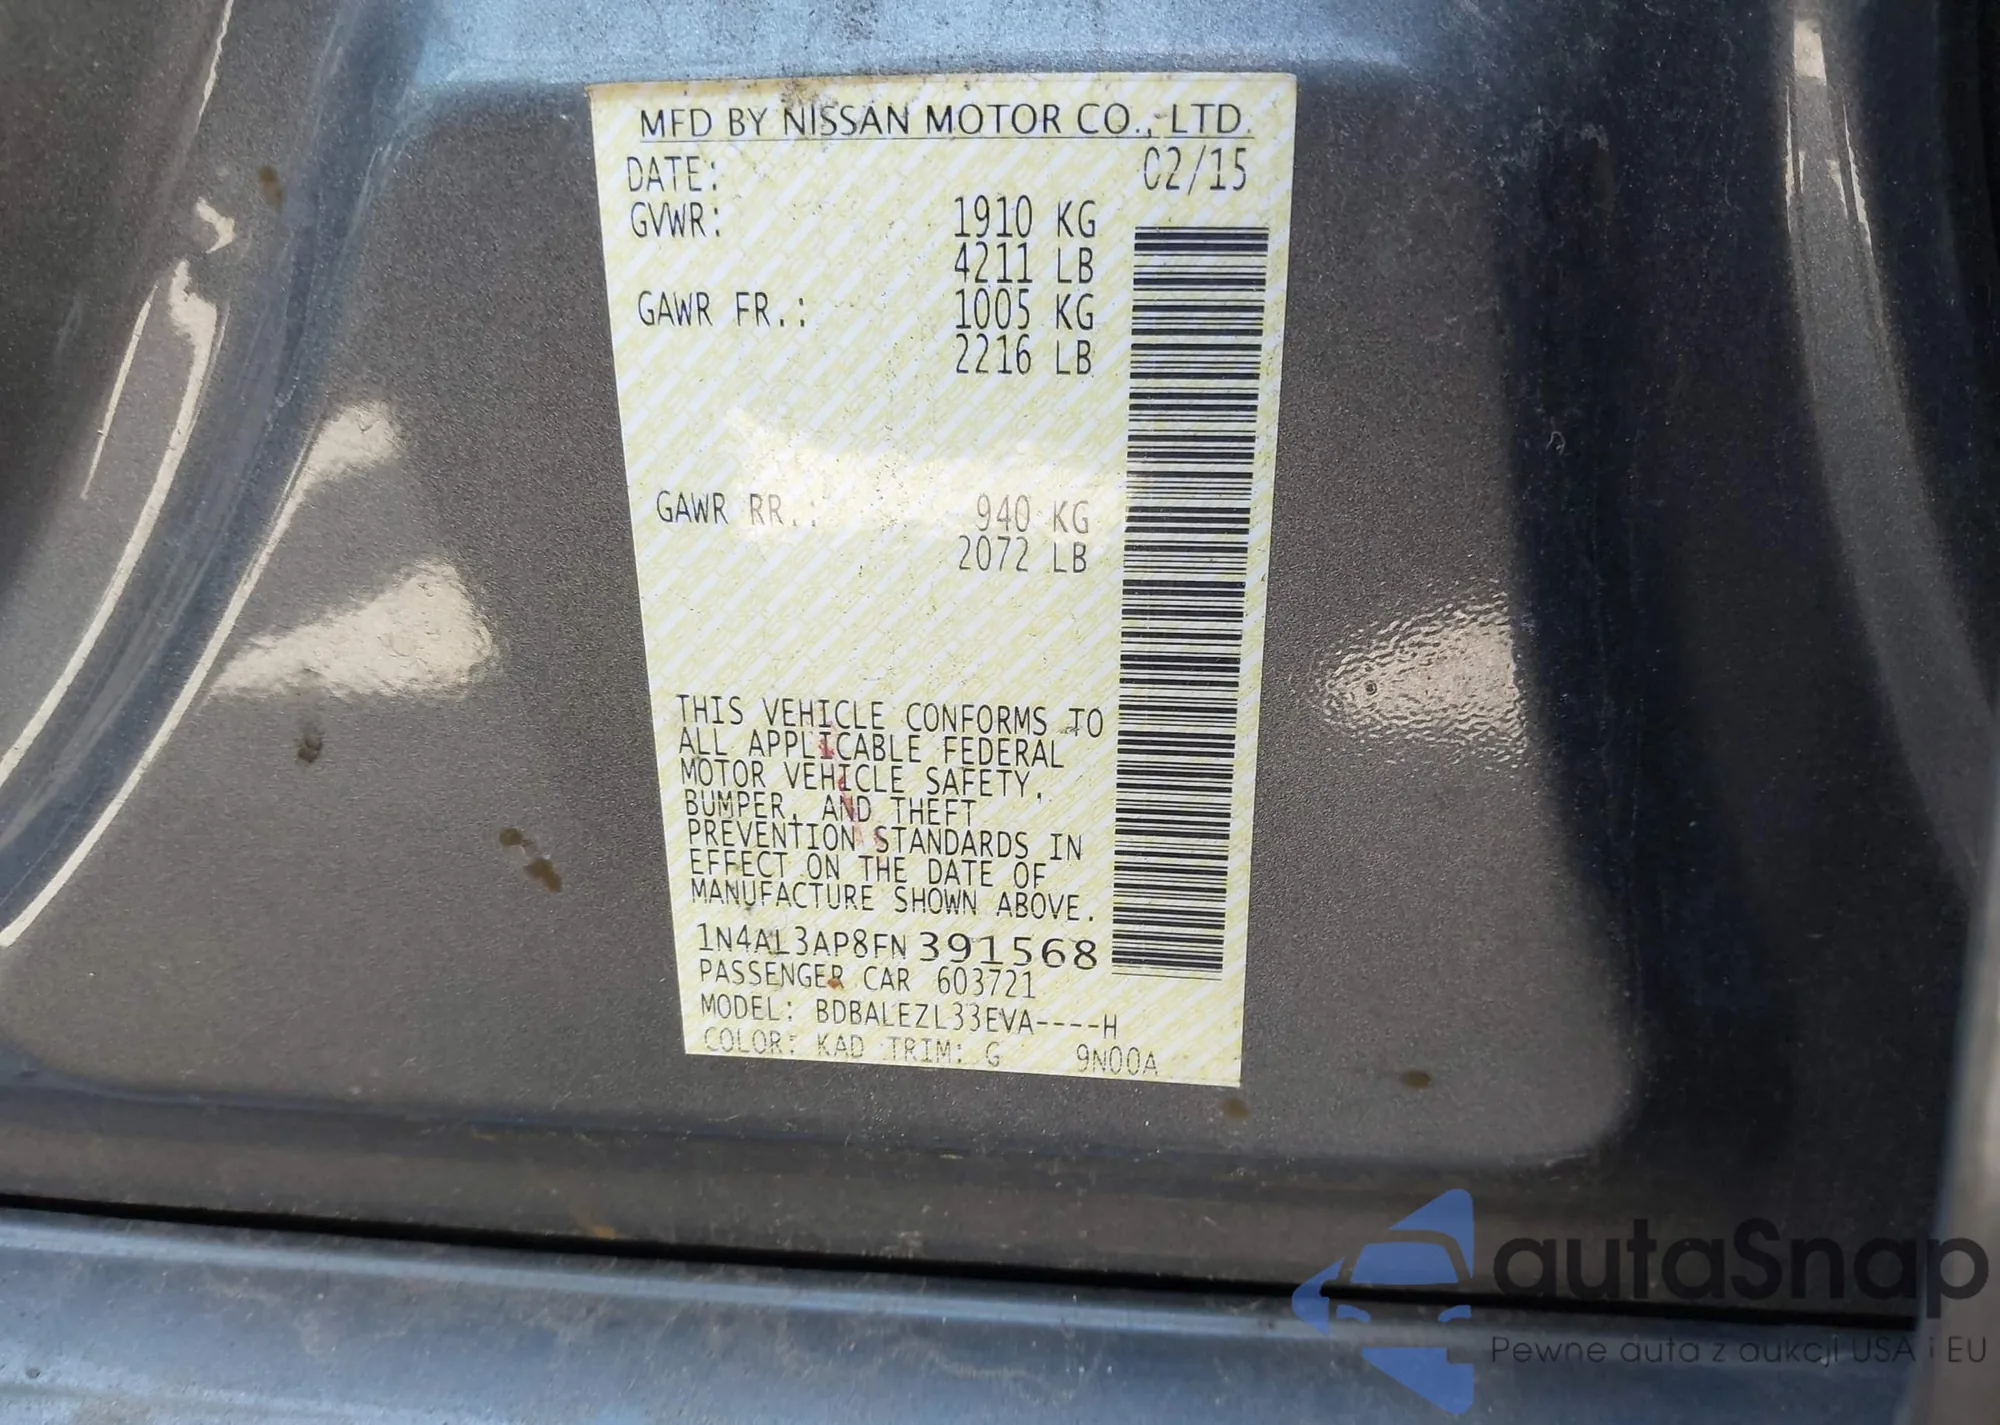 MFD BY NISSAN MOTOR CO., LTD.
DATE: 02/15
GVWR: 1910 KG
4211 LB
GAWR FR.: 1005 KG
2216 LB
GAWR RR.: 940 KG
2072 LB
THIS VEHICLE CONFORMS TO
ALL APPLICABLE FEDERAL
MOTOR VEHICLE SAFETY,
BUMPER, AND THEFT
PREVENTION STANDARDS IN
EFFECT ON THE DATE OF
MANUFACTURE SHOWN ABOVE.
1N4AL3AP8FN391568
PASSENGER CAR 603721
MODEL: BDBALEZL33EVA----H
COLOR: KAD TRIM: G 9N00A
autaSnap
Pewne auta z aukcji USA i EU